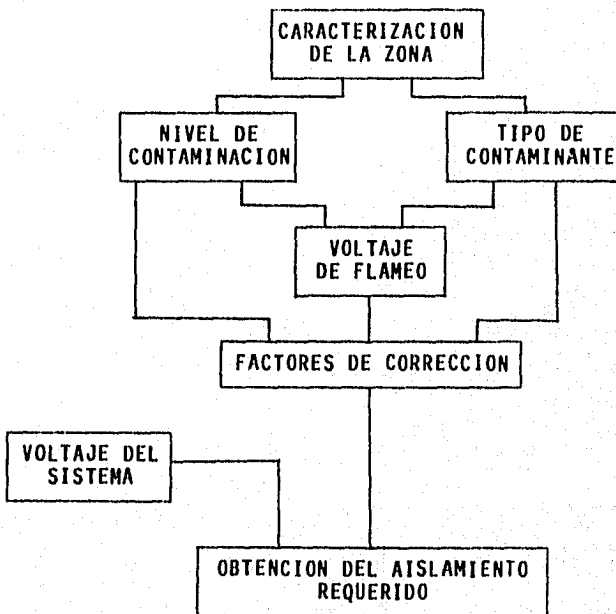 CARACTERIZACION
DE LA ZONA
NIVEL DE
CONTAMINACION
TIPO DE
CONTAMINANTE
VOLTAJE
DE FLAMEO
FACTORES DE CORRECCION
VOLTAJE DEL
SISTEMA
OBTENCION DEL AISLAMIENTO
REQUERIDO